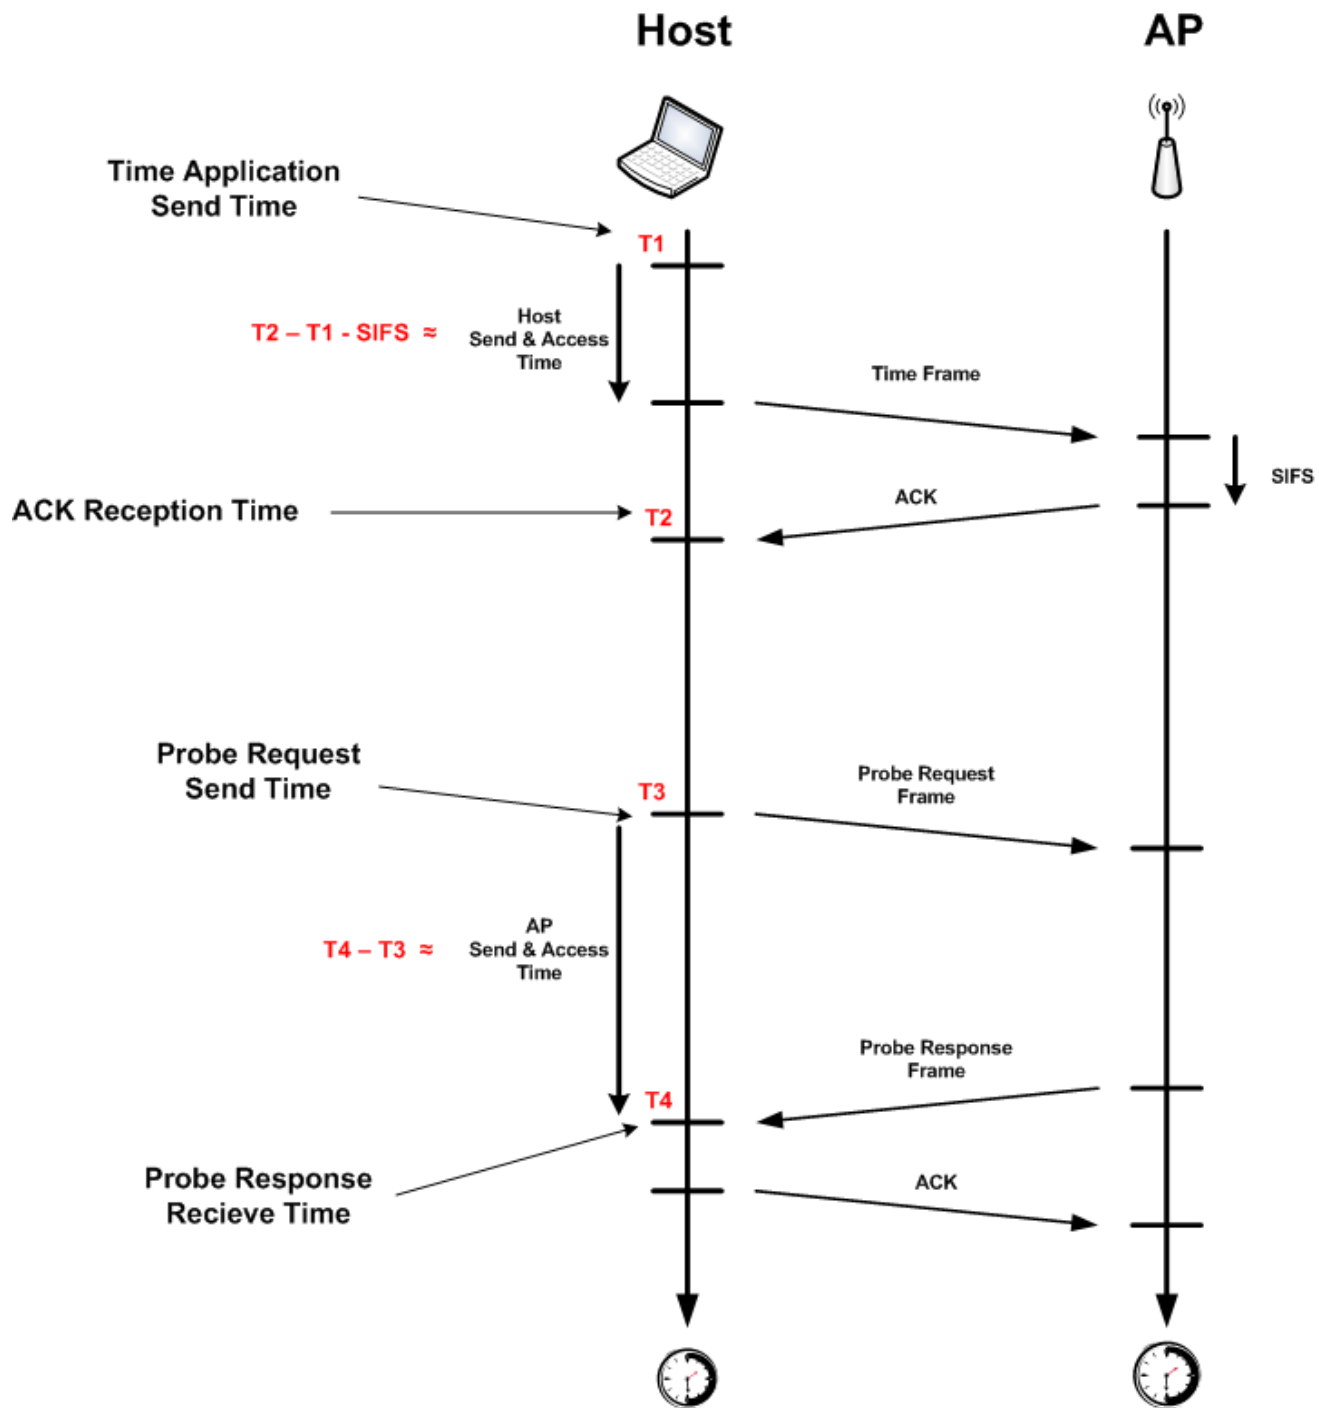 Host
AP
Time Application
Send Time
T1
T2 – T1 - SIFS ≈
Host
Send & Access
Time
Time Frame
SIFS
ACK
ACK Reception Time
T2
Probe Request
Send Time
T3
Probe Request
Frame
T4 – T3 ≈
AP
Send & Access
Time
Probe Response
Frame
T4
Probe Response
Recieve Time
ACK